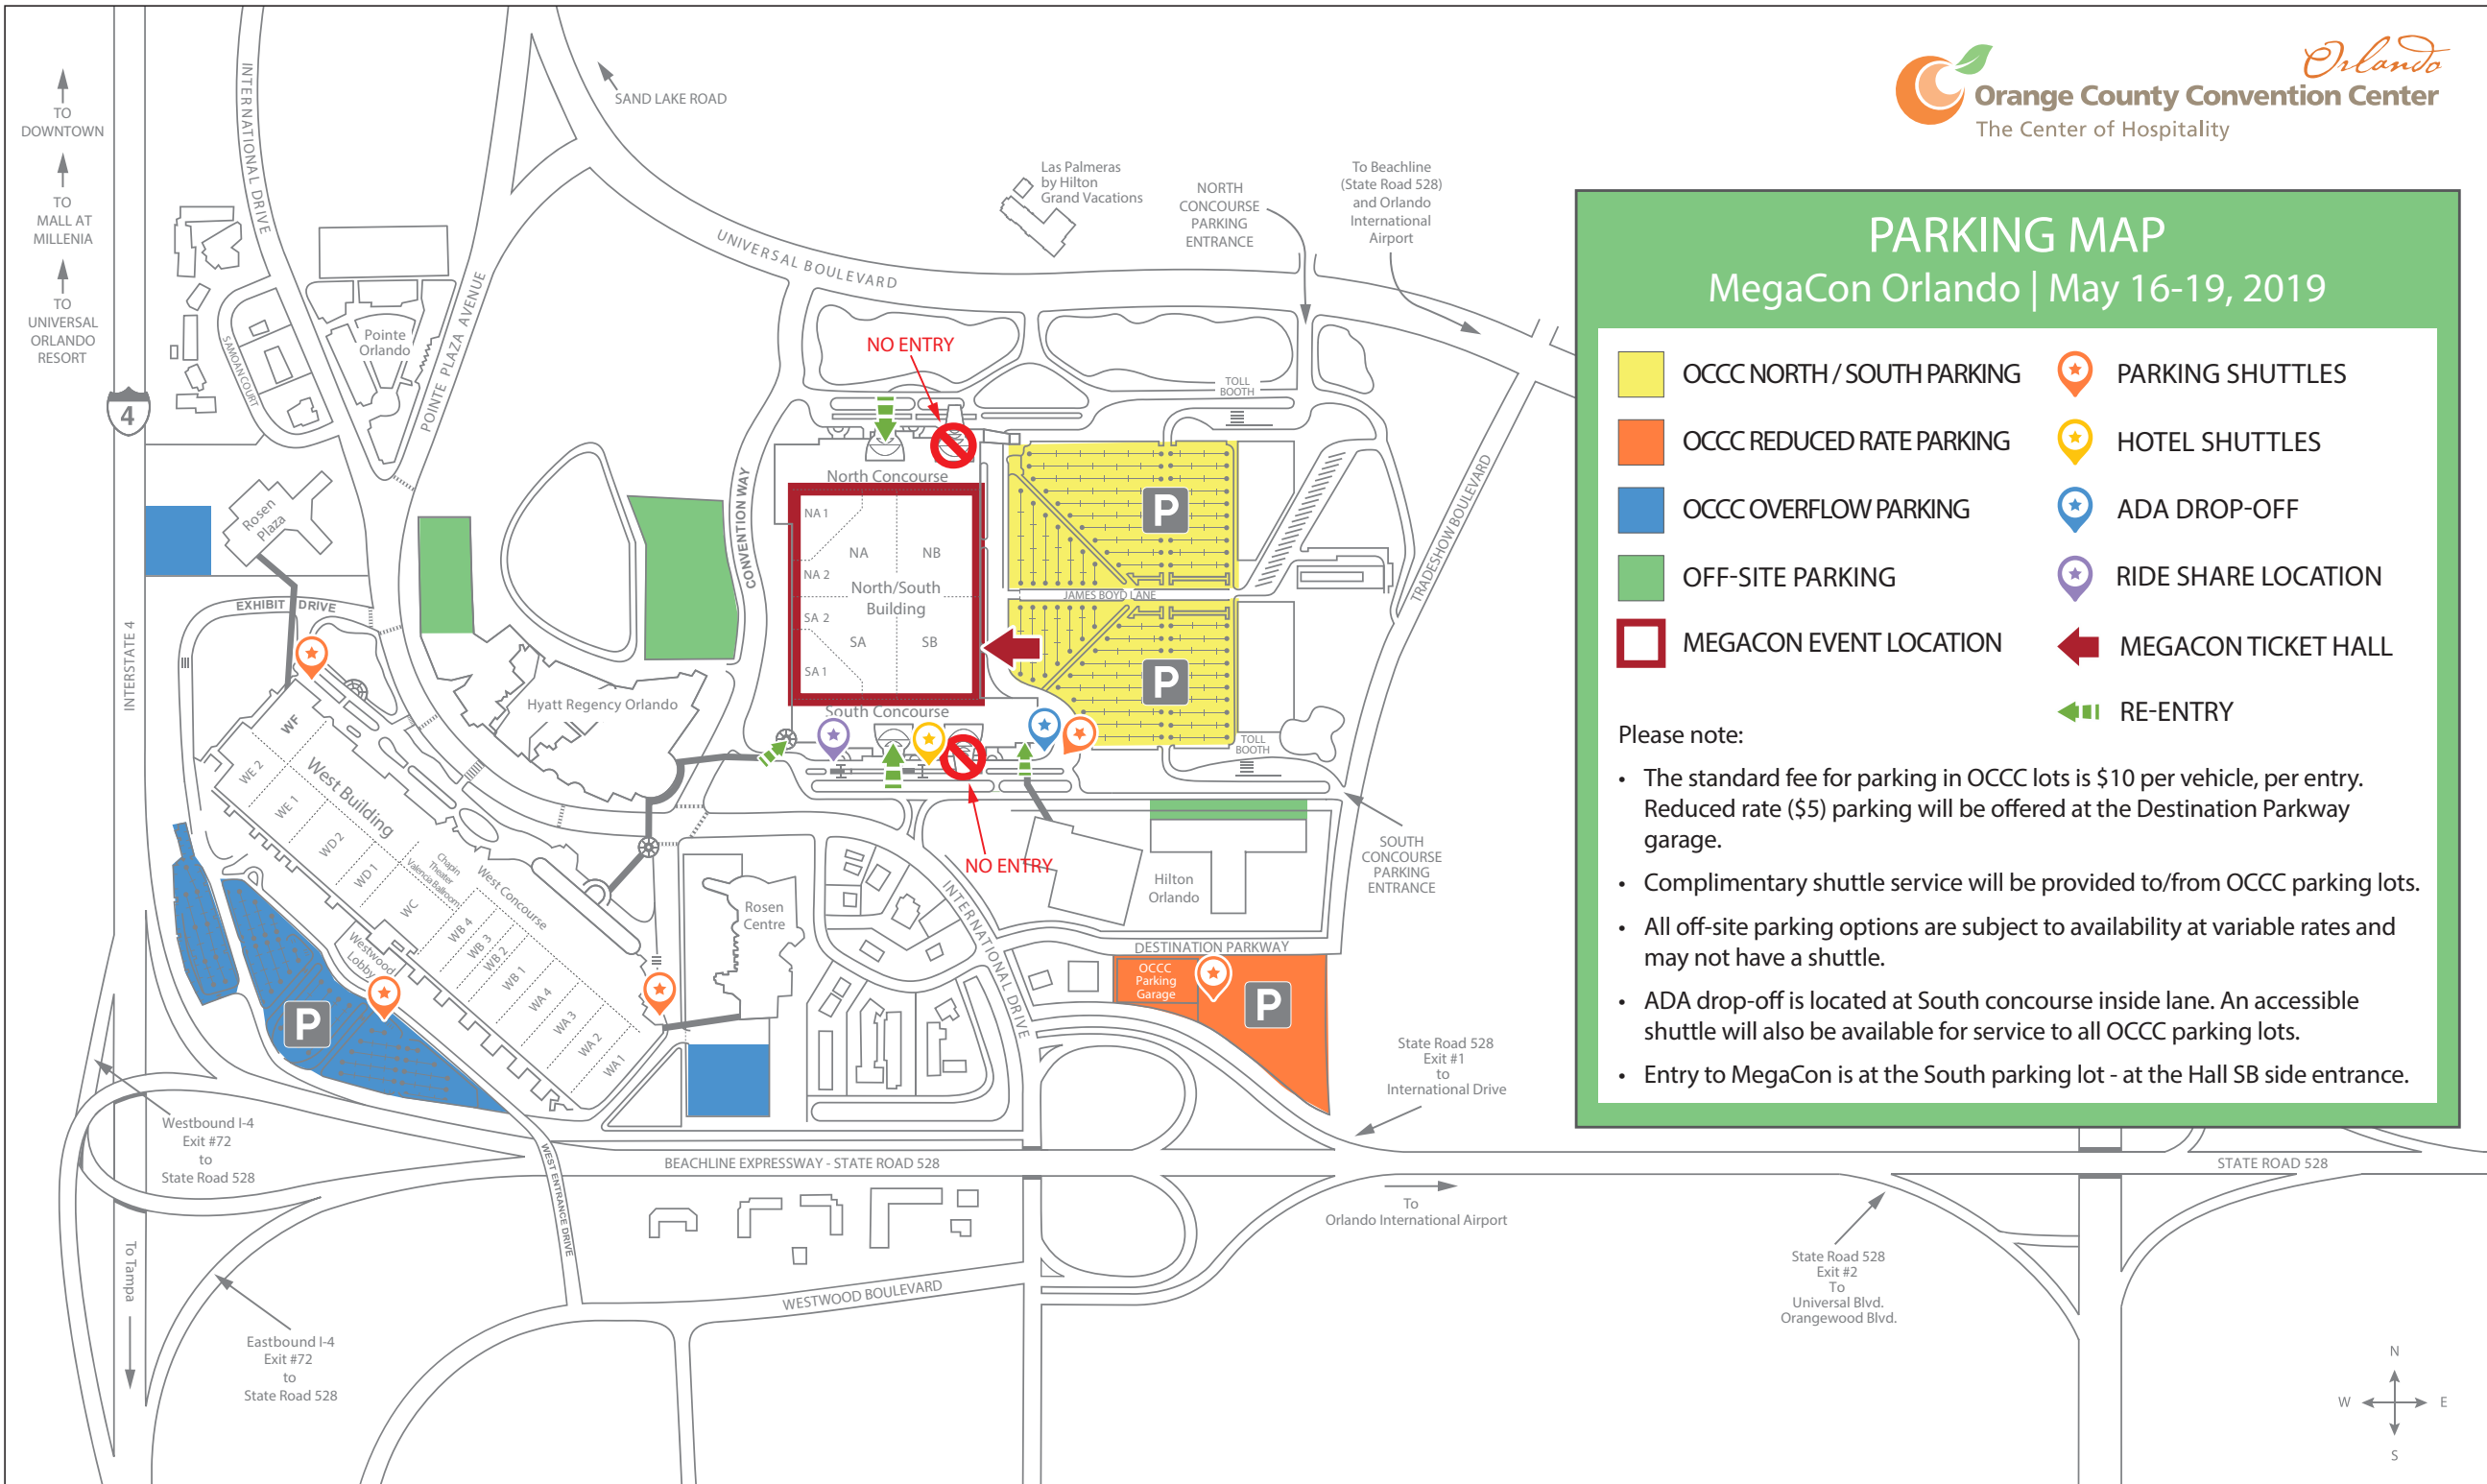 Orlando
Orange County Convention Center
The Center of Hospitality
PARKING MAP
MegaCon Orlando | May 16-19, 2019
OCCC NORTH / SOUTH PARKING
OCCC REDUCED RATE PARKING
OCCC OVERFLOW PARKING
OFF-SITE PARKING
MEGACON EVENT LOCATION
PARKING SHUTTLES
HOTEL SHUTTLES
ADA DROP-OFF
RIDE SHARE LOCATION
MEGACON TICKET HALL
RE-ENTRY
Please note:
• The standard fee for parking in OCCC lots is $10 per vehicle, per entry.
Reduced rate ($5) parking will be offered at the Destination Parkway
garage.
• Complimentary shuttle service will be provided to/from OCCC parking lots.
• All off-site parking options are subject to availability at variable rates and
may not have a shuttle.
• ADA drop-off is located at South concourse inside lane. An accessible
shuttle will also be available for service to all OCCC parking lots.
• Entry to MegaCon is at the South parking lot - at the Hall SB side entrance.
TO
DOWNTOWN
TO
MALL AT
MILLENIA
TO
UNIVERSAL
ORLANDO
RESORT
4
INTERSTATE 4
INTERNATIONAL DRIVE
SAND LAKE ROAD
UNIVERSAL BOULEVARD
Las Palmeras
by Hilton
Grand Vacations
NORTH
CONCOURSE
PARKING
ENTRANCE
To Beachline
(State Road 528)
and Orlando
International
Airport
POINTE PLAZA AVENUE
Pointe
Orlando
SAMOAN COURT
Rosen
Plaza
EXHIBIT DRIVE
CONVENTION WAY
NO ENTRY
TOLL
BOOTH
North Concourse
NA 1
NA
NB
NA 2
North/South
Building
SA 2
SA
SB
SA 1
South Concourse
P
JAMES BOYD LANE
P
TRADESHOW BOULEVARD
TOLL
BOOTH
Hyatt Regency Orlando
NO ENTRY
SOUTH
CONCOURSE
PARKING
ENTRANCE
WF
WE 2
WE 1
West Building
WD 2
WD 1
WC
Chapin
Theater
Valencia Ballroom
West Concourse
WB 4
WB 3
WB 2
WB 1
WA 4
WA 3
WA 2
WA 1
Westwood
Lobby
P
Rosen
Centre
INTERNATIONAL DRIVE
Hilton
Orlando
DESTINATION PARKWAY
OCCC
Parking
Garage
P
State Road 528
Exit #1
to
International Drive
Westbound I-4
Exit #72
to
State Road 528
WEST ENTRANCE DRIVE
BEACHLINE EXPRESSWAY - STATE ROAD 528
STATE ROAD 528
To
Orlando International Airport
To Tampa
Eastbound I-4
Exit #72
to
State Road 528
WESTWOOD BOULEVARD
State Road 528
Exit #2
To
Universal Blvd.
Orangewood Blvd.
N
W
E
S